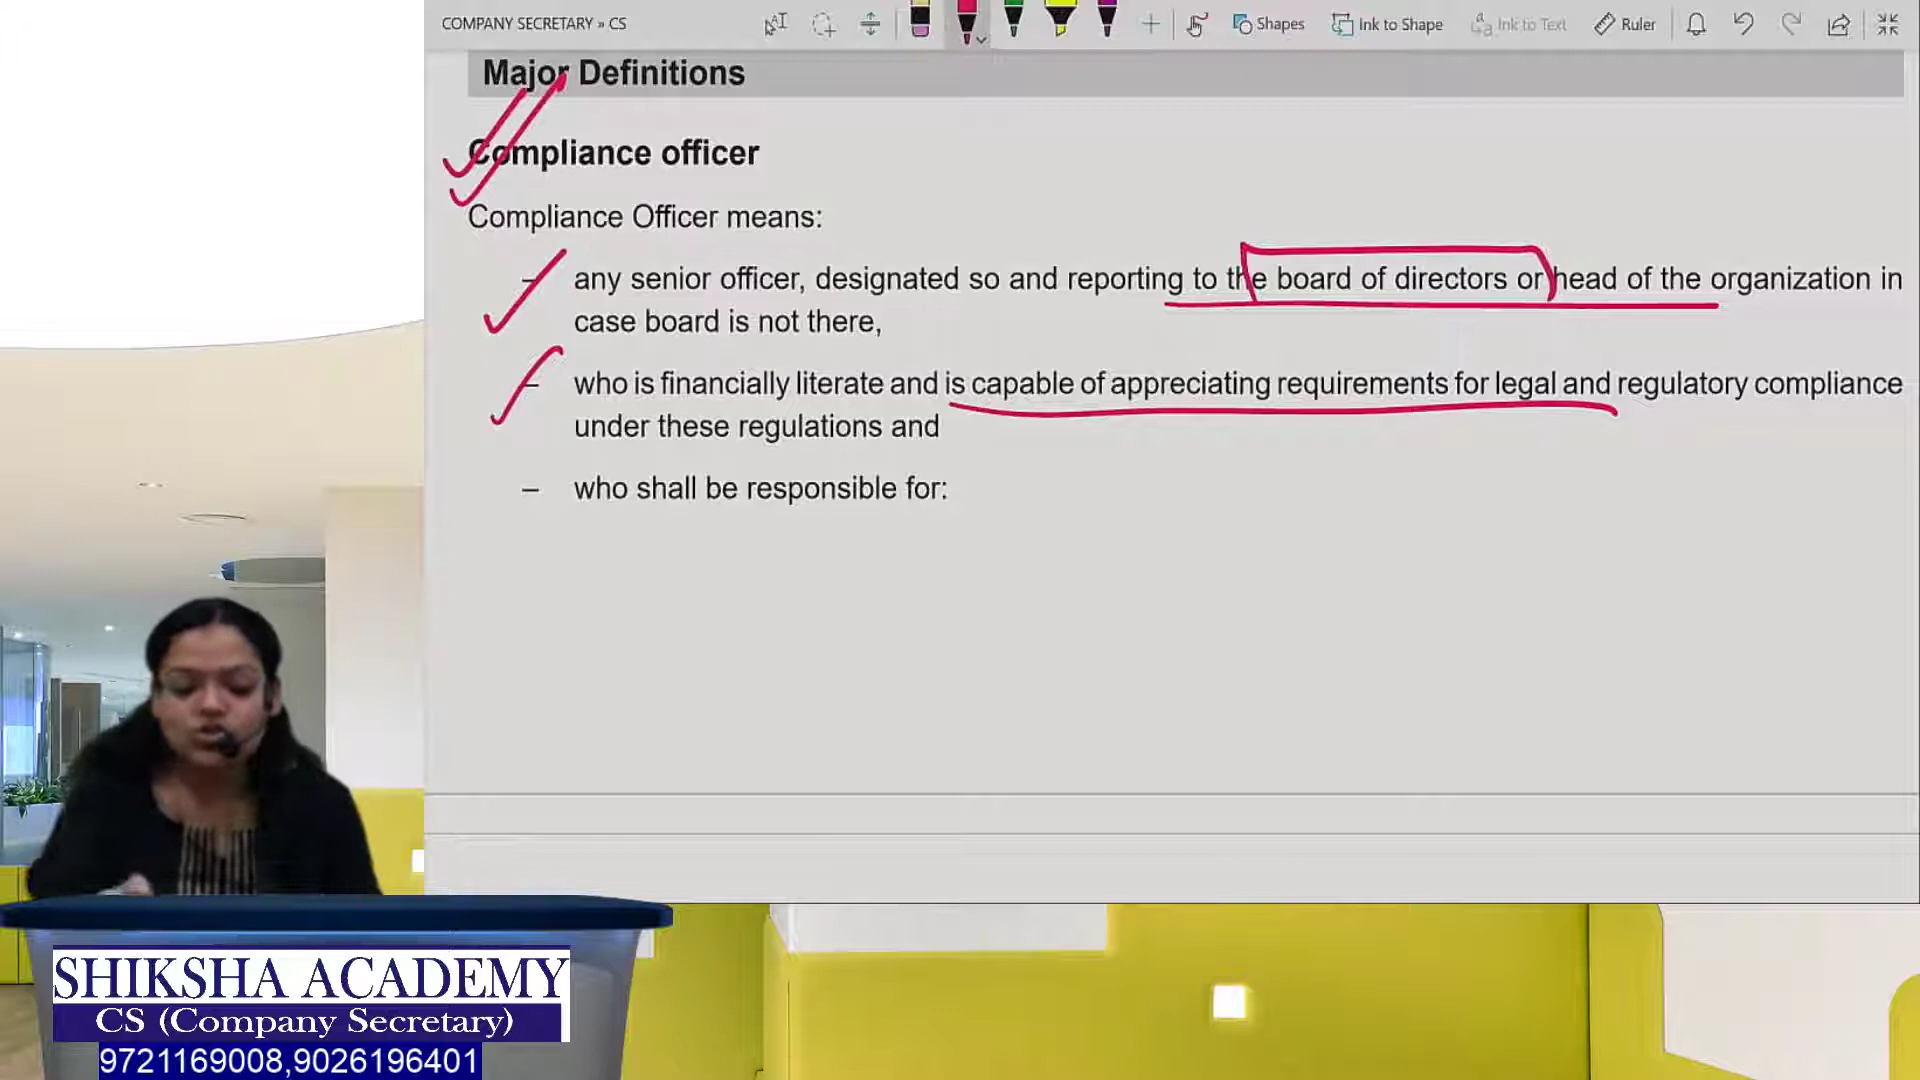 COMPANY SECRETARY » CS
Shapes
Ink to Shape
Ink to Text
Ruler
Major Definitions
Compliance officer
Compliance Officer means:
– any senior officer, designated so and reporting to the board of directors or head of the organization in
case board is not there,
– who is financially literate and is capable of appreciating requirements for legal and regulatory compliance
under these regulations and
– who shall be responsible for:
SHIKSHA ACADEMY
CS (Company Secretary)
9721169008,9026196401